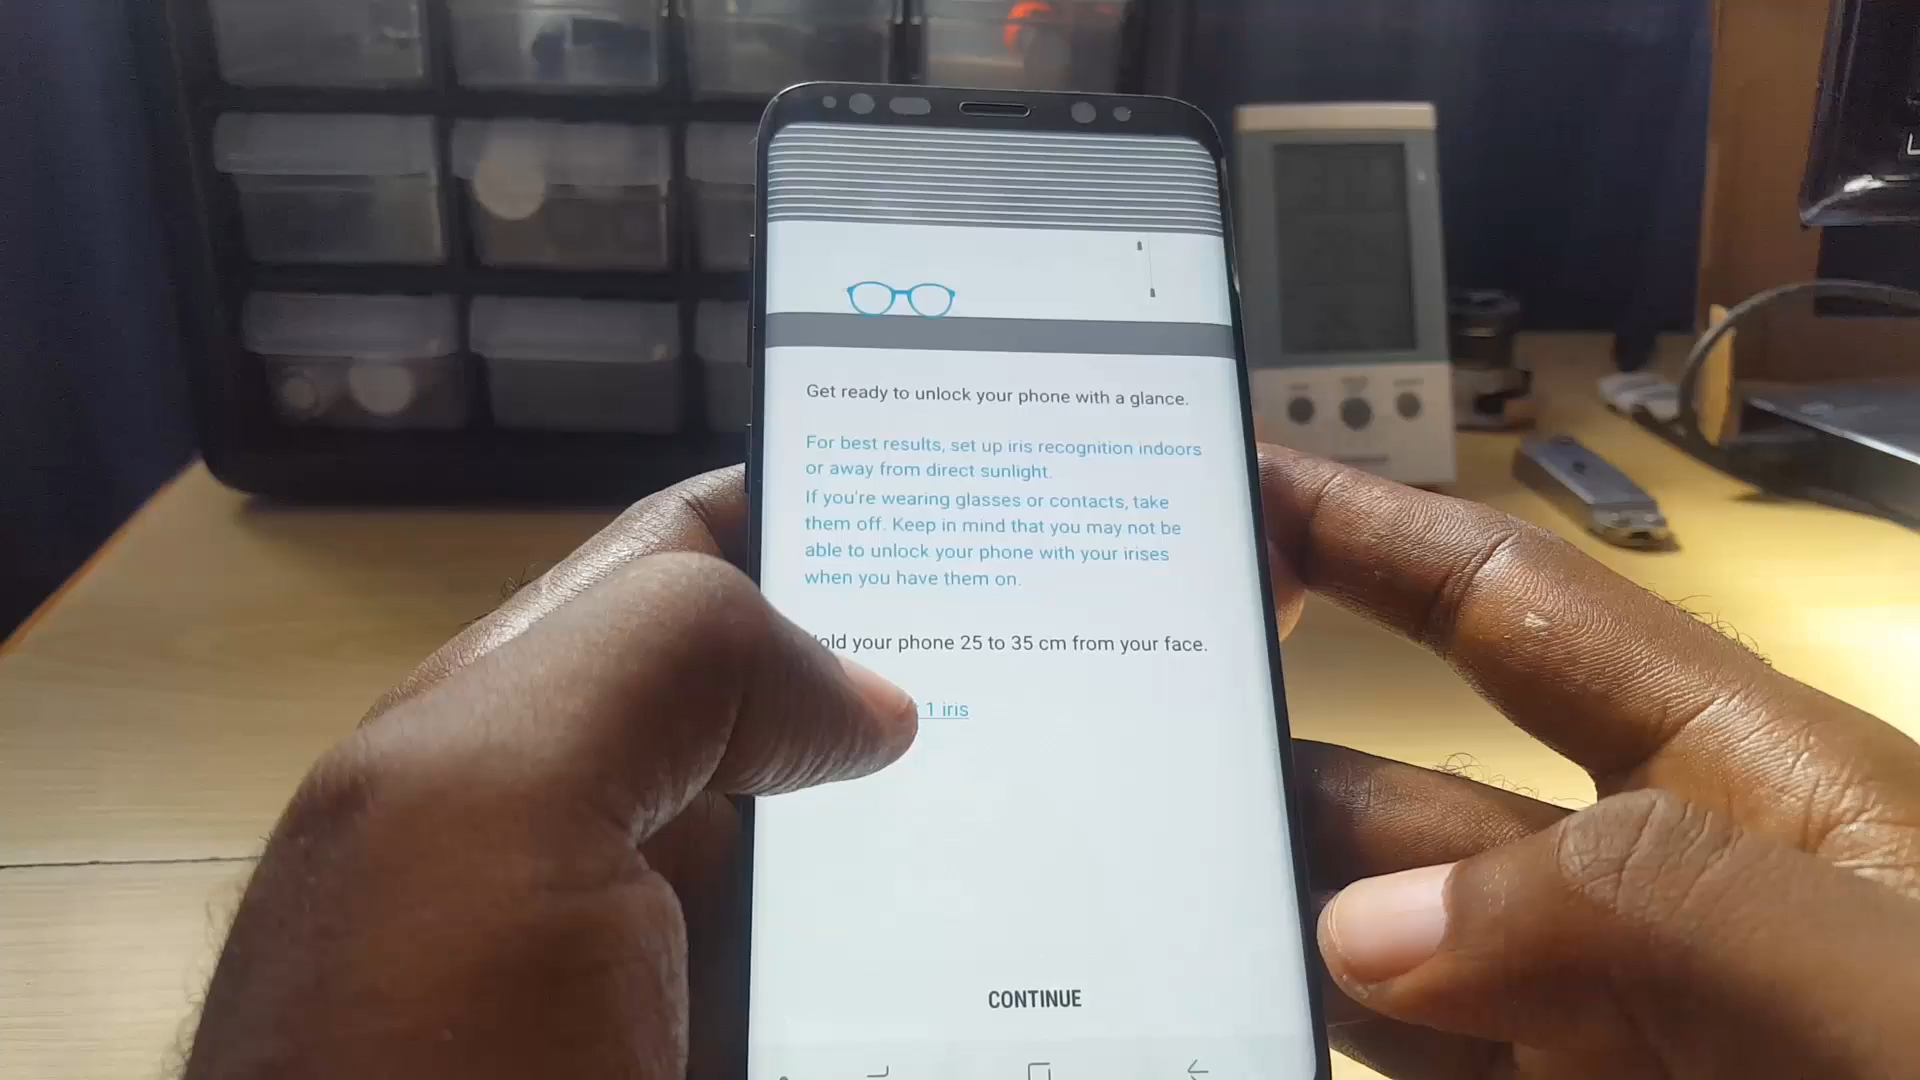 Get ready to unlock your phone with a glance.
For best results, set up iris recognition indoors
or away from direct sunlight.
If you're wearing glasses or contacts, take
them off. Keep in mind that you may not be
able to unlock your phone with your irises
when you have them on.
old your phone 25 to 35 cm from your face.
1 iris
CONTINUE